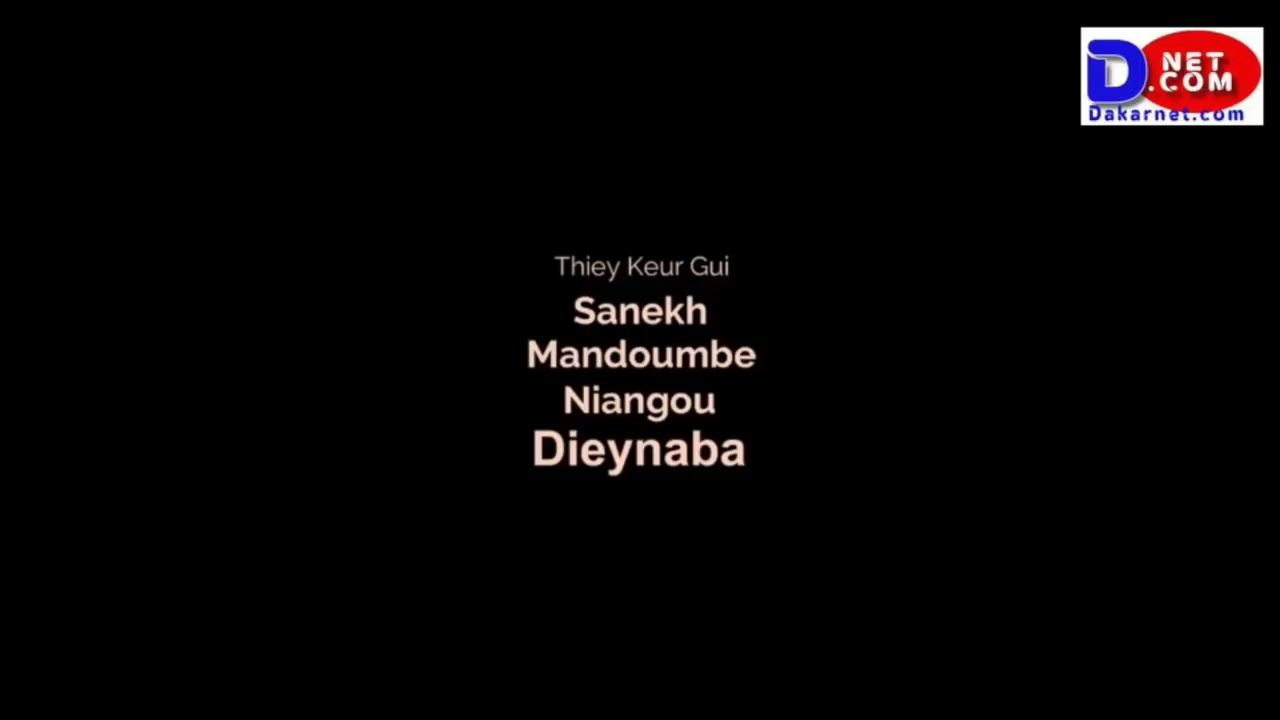 D NET
.COM
Dakarnet.com
Thiey Keur Gui
Sanekh
Mandoumbe
Niangou
Dieynaba